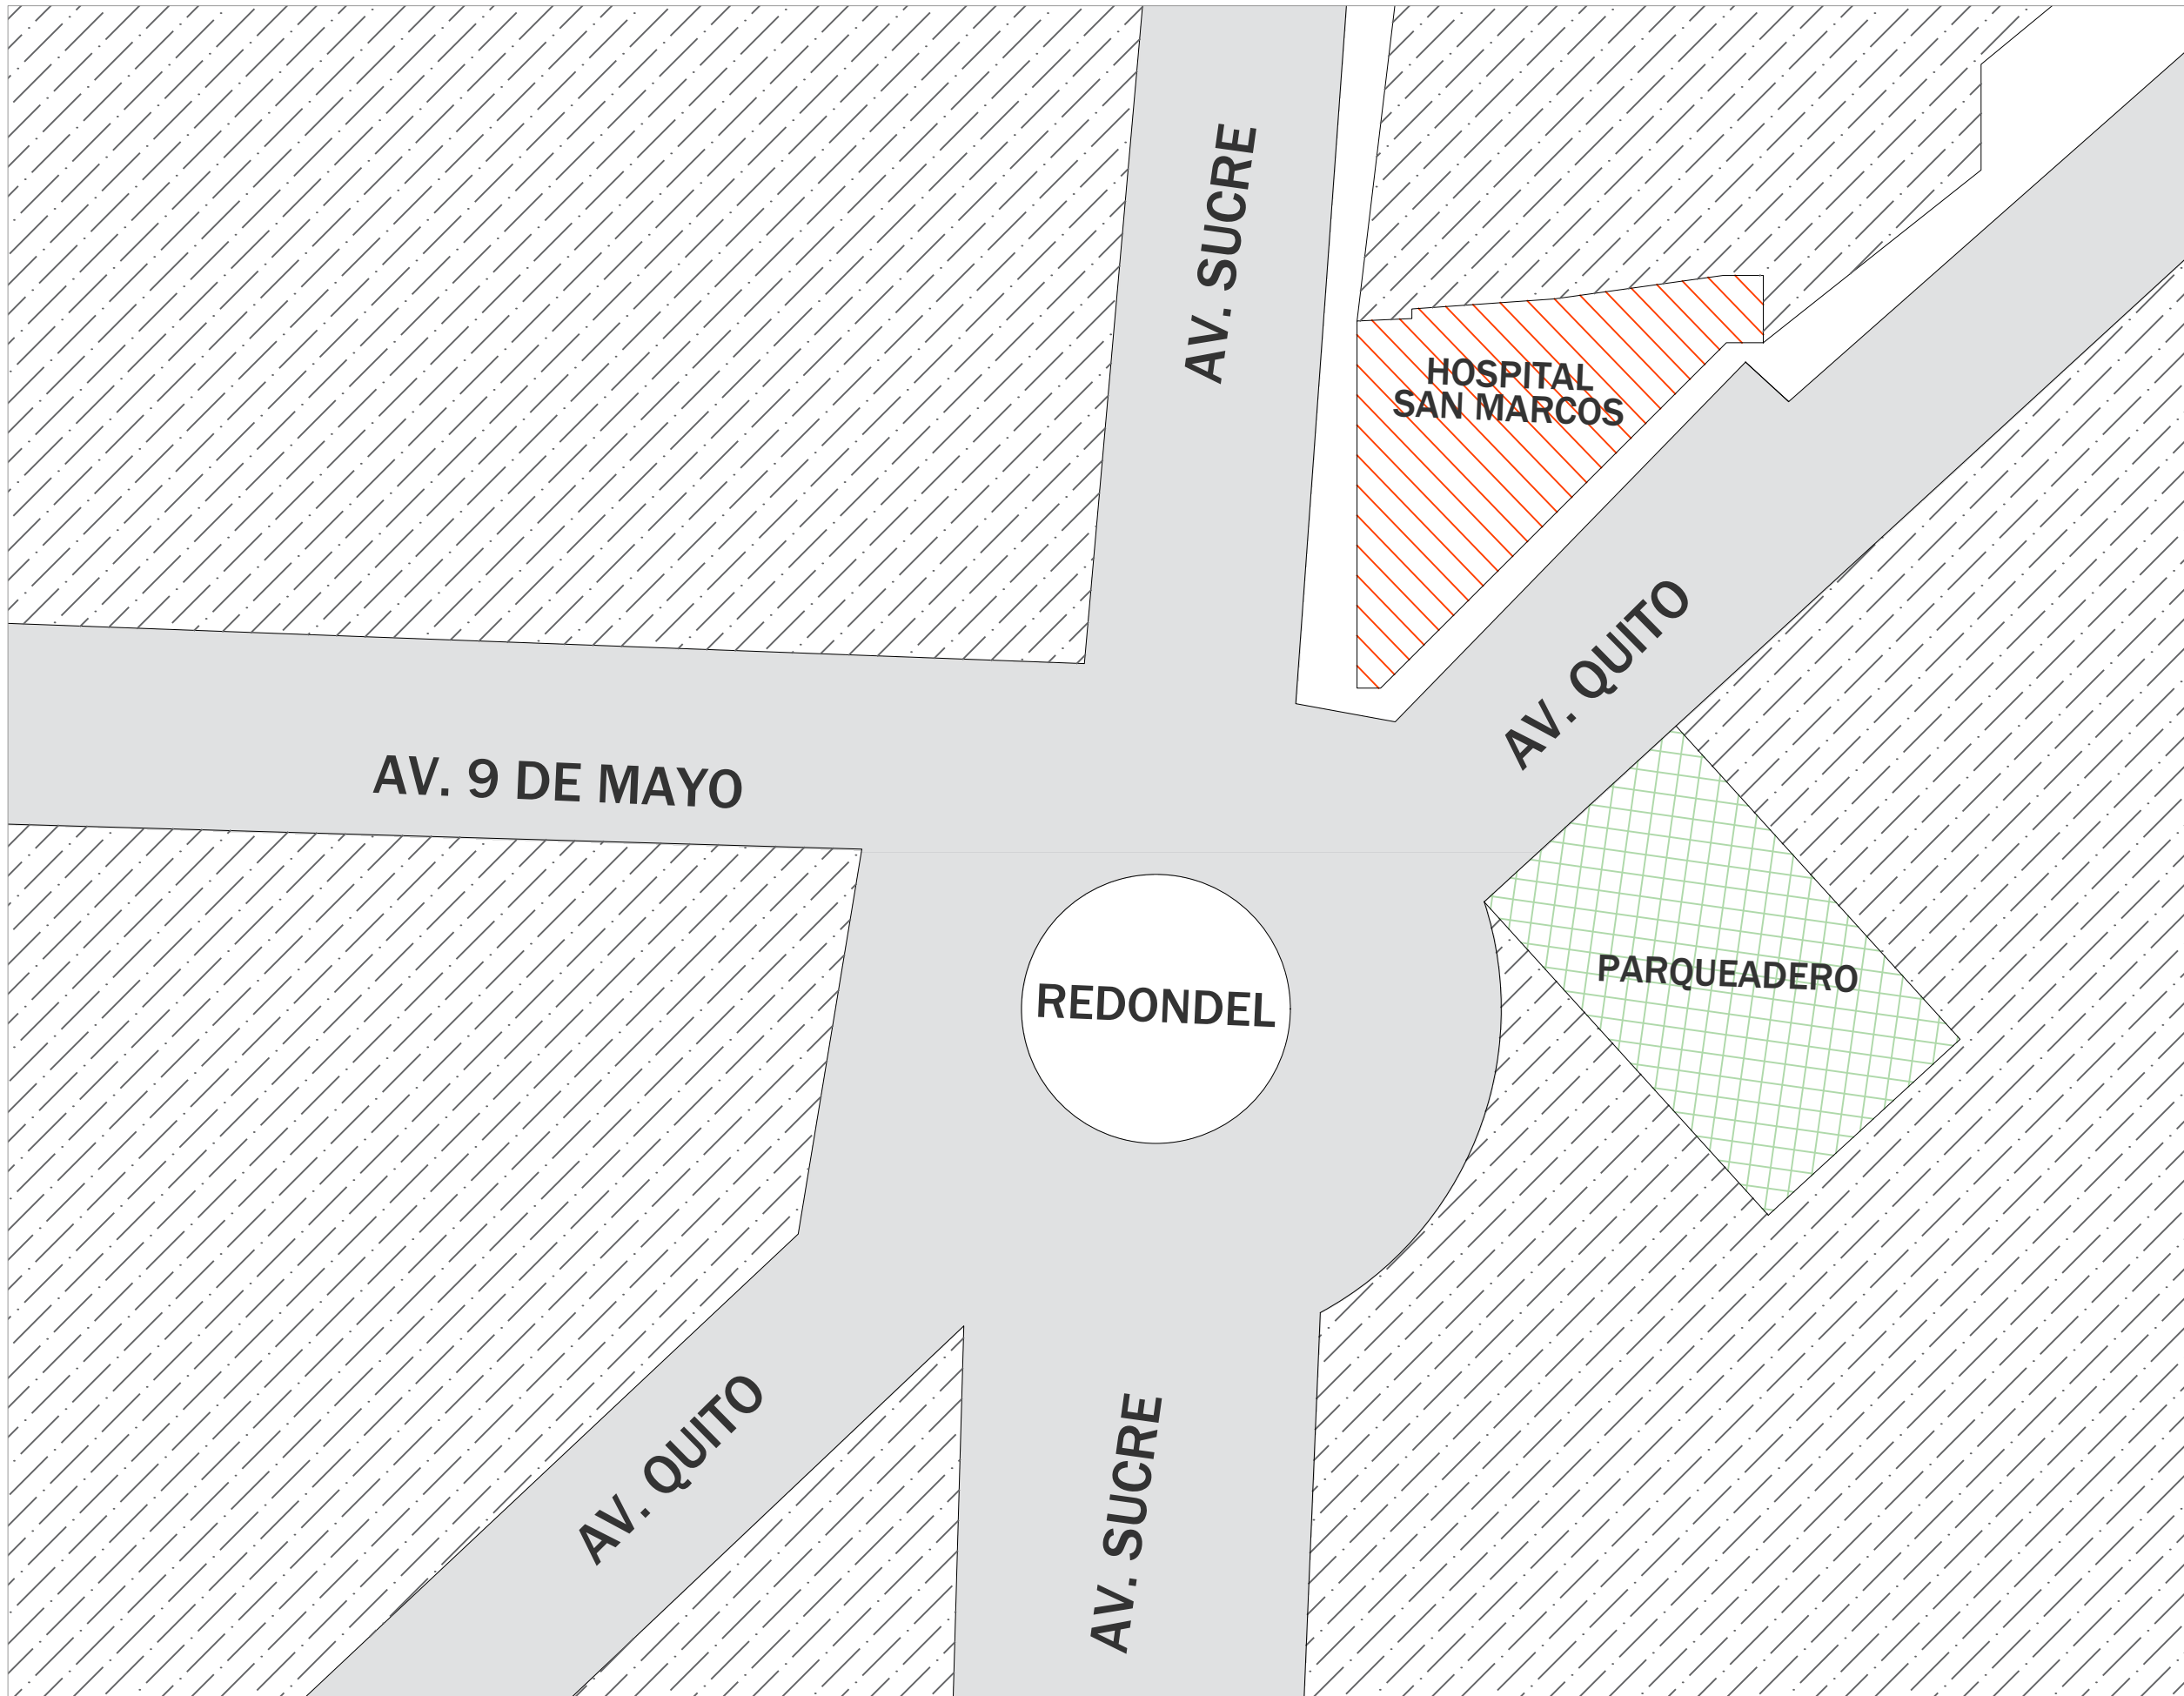 AV. SUCRE
HOSPITAL
SAN MARCOS
AV. QUITO
AV. 9 DE MAYO
PARQUEADERO
REDONDEL
AV. QUITO
AV. SUCRE